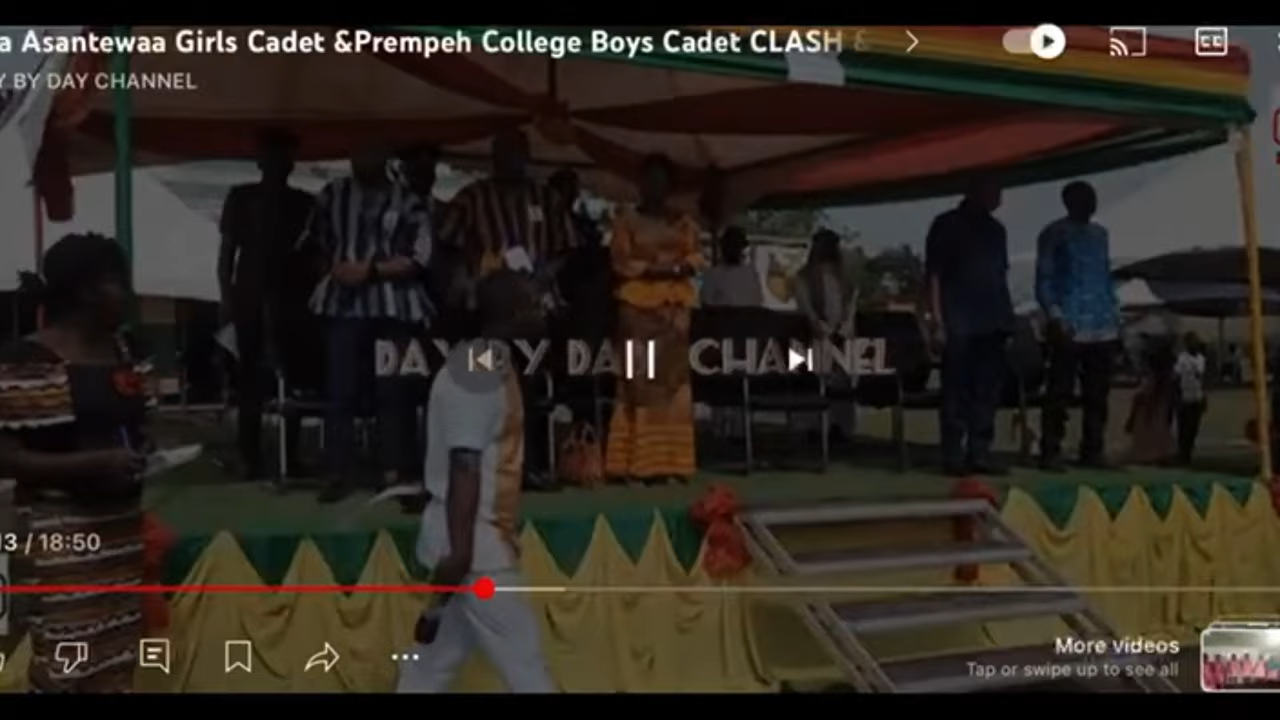 a Asantewaa Girls Cadet &Prempeh College Boys Cadet CLASH &
Y BY DAY CHANNEL
CC
DAY BY DAY CHANNEL
13 / 18:50
More videos
Tap or swipe up to see all